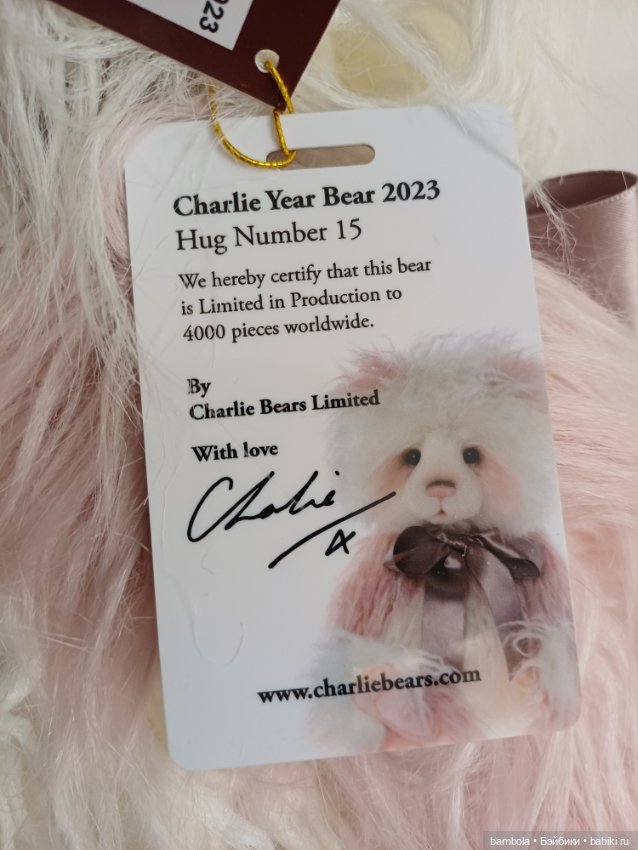 023
Charlie Year Bear 2023
Hug Number 15
We hereby certify that this bear
is Limited in Production to
4000 pieces worldwide.
By
Charlie Bears Limited
With love
Charlie x
www.charliebears.com
bambola • Бэйбики • babiki.ru